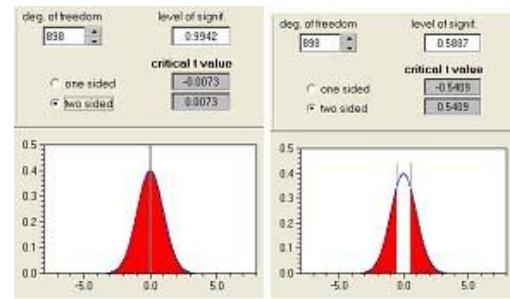 deg. of freedom level of signif.
898 0.9942
critical t value
one sided -0.0073
two sided 0.0073
0.5
0.4
0.3
0.2
0.1
0.0
-5.0 0.0 5.0
deg. of freedom level of signif.
898 0.5887
critical t value
one sided -0.5409
two sided 0.5409
0.5
0.4
0.3
0.2
0.1
0.0
-5.0 0.0 5.0